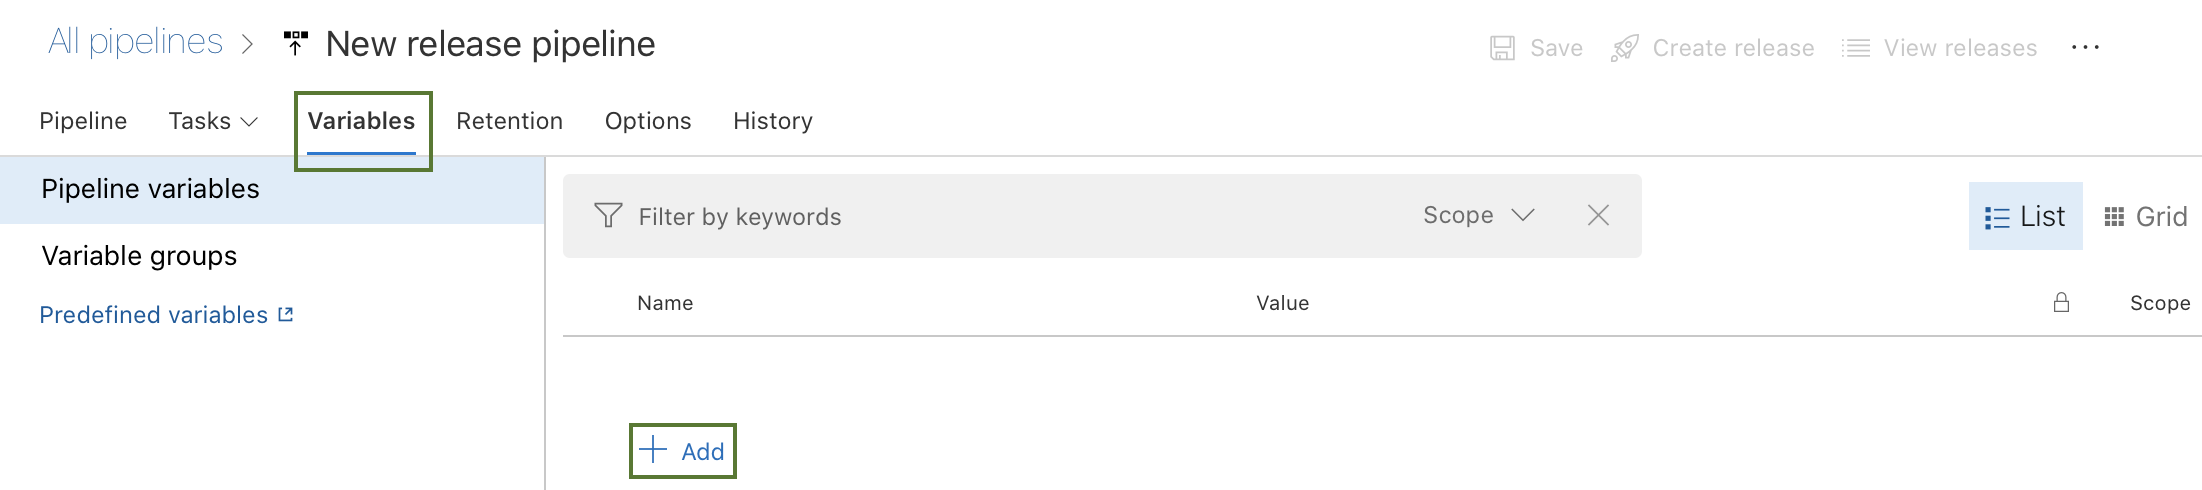 All pipelines > New release pipeline Save Create release View releases ...
Pipeline Tasks Variables Retention Options History
Pipeline variables
Variable groups
Predefined variables
Filter by keywords Scope List Grid
Name Value Scope
+ Add